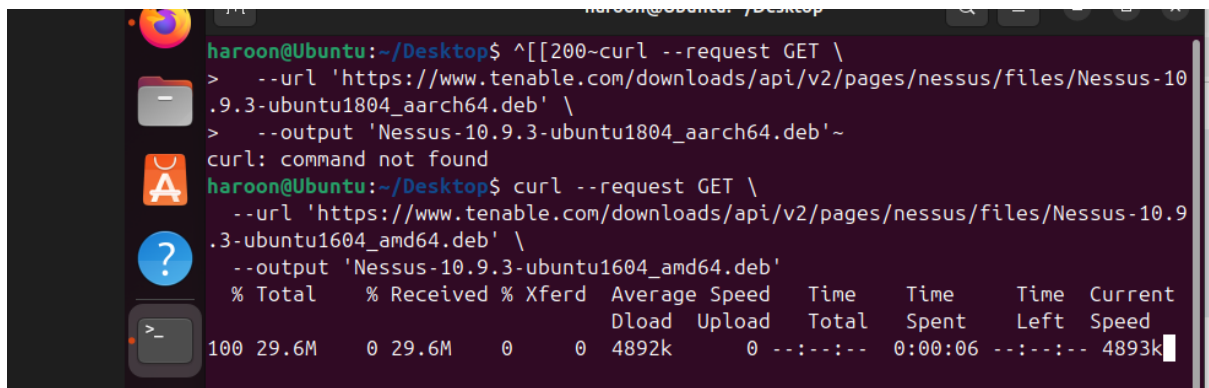 haroon@Ubuntu: ~/Desktop
haroon@Ubuntu:~/Desktop$ ^[[200~curl --request GET \
>   --url 'https://www.tenable.com/downloads/api/v2/pages/nessus/files/Nessus-10
.9.3-ubuntu1804_aarch64.deb' \
>   --output 'Nessus-10.9.3-ubuntu1804_aarch64.deb'~
curl: command not found
haroon@Ubuntu:~/Desktop$ curl --request GET \
  --url 'https://www.tenable.com/downloads/api/v2/pages/nessus/files/Nessus-10.9
.3-ubuntu1604_amd64.deb' \
  --output 'Nessus-10.9.3-ubuntu1604_amd64.deb'
  % Total    % Received % Xferd  Average Speed   Time    Time     Time  Current
                                 Dload  Upload   Total   Spent    Left  Speed
100 29.6M    0 29.6M    0     0  4892k      0 --:--:--  0:00:06 --:--:-- 4893k